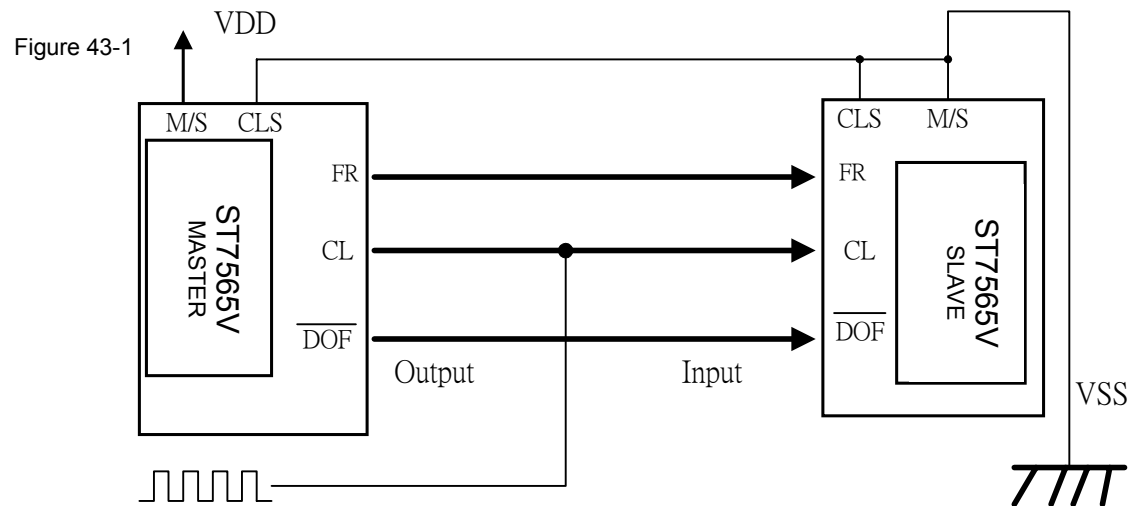 Figure 43-1
VDD
M/S CLS
CLS M/S
FR
FR
ST7565V
MASTER
CL
CL
ST7565V
SLAVE
DOF
DOF
Output
Input
VSS